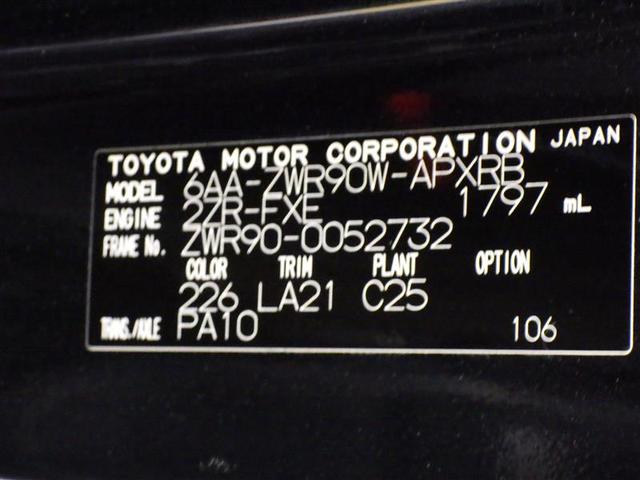 TOYOTA MOTOR CORPORATION JAPAN
MODEL 6AA-ZWR90W-APXRB
ENGINE 2ZR-FXE 1797 mL
FRAME No. ZWR90-0052732
COLOR TRIM PLANT OPTION
226 LA21 C25
TRANS./AXLE PA10 106